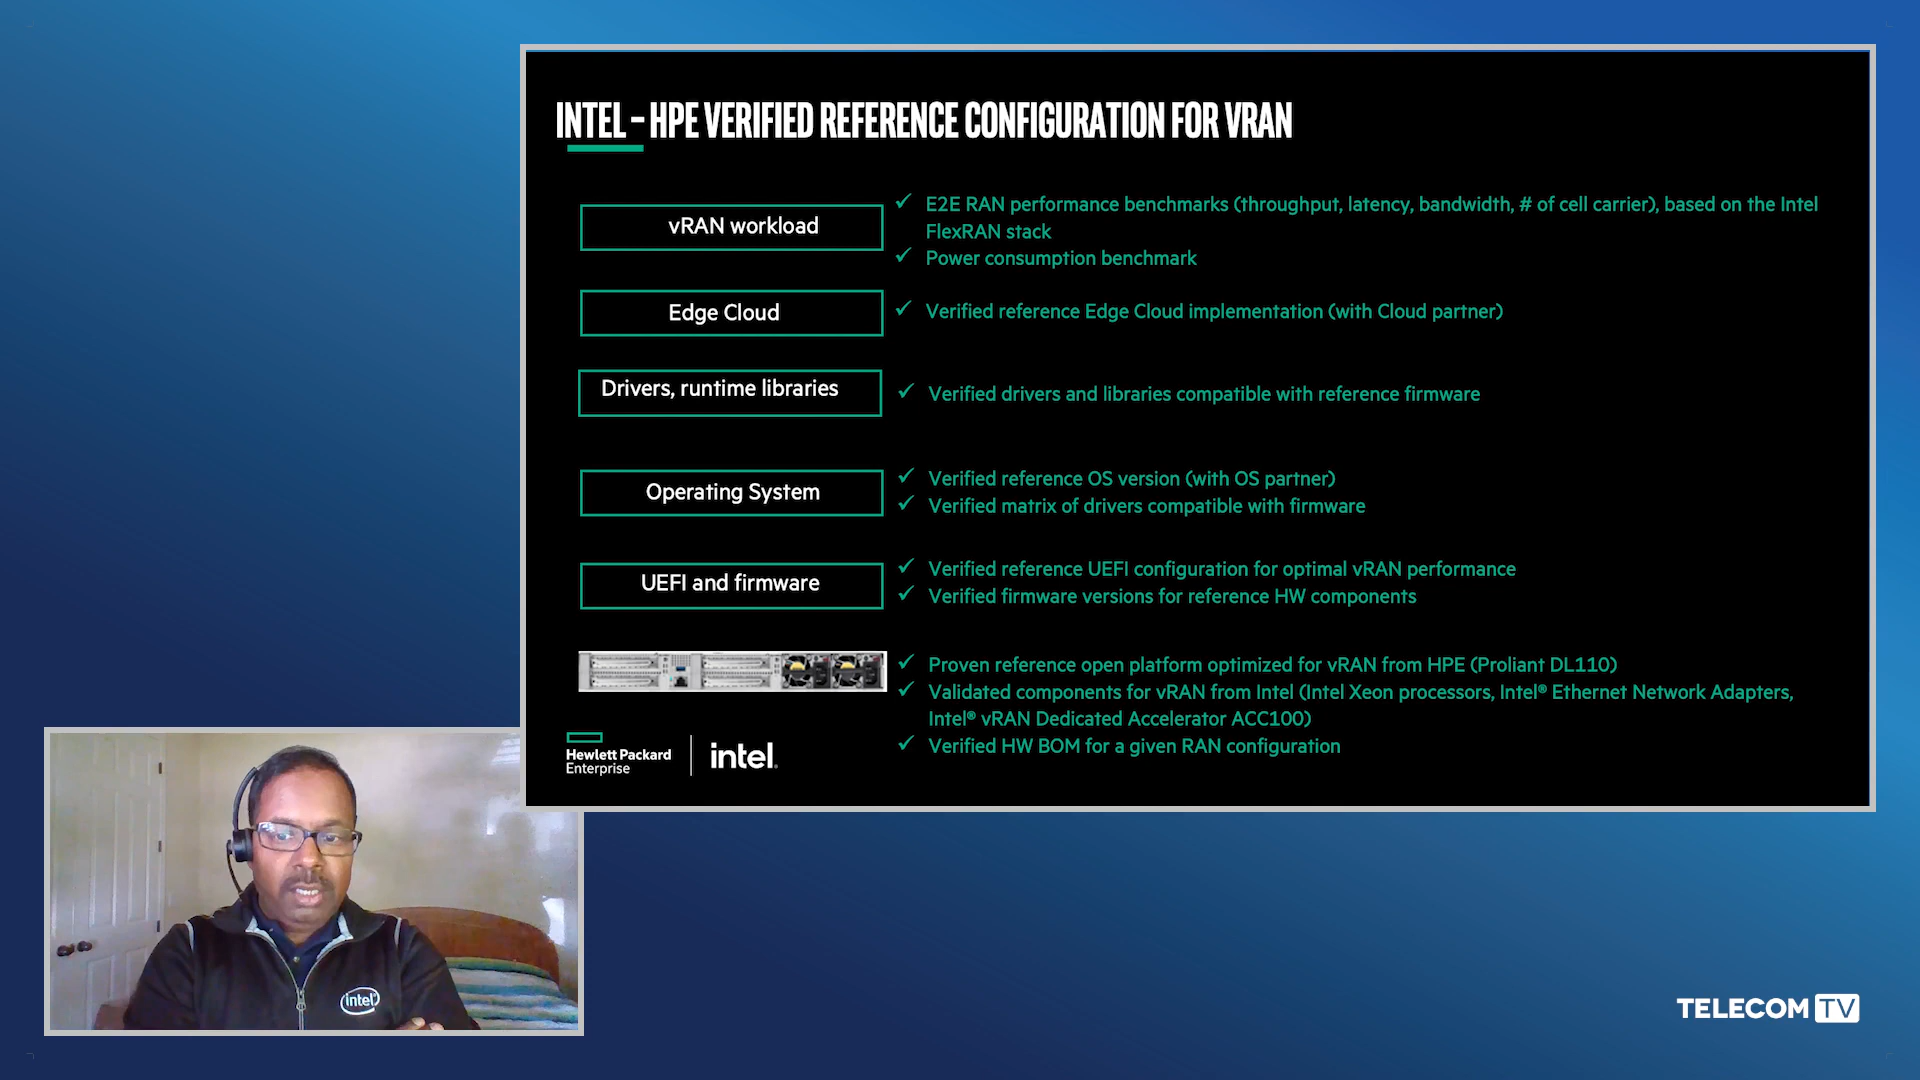 INTEL – HPE VERIFIED REFERENCE CONFIGURATION FOR VRAN
vRAN workload
✓ E2E RAN performance benchmarks (throughput, latency, bandwidth, # of cell carrier), based on the Intel
FlexRAN stack
✓ Power consumption benchmark
Edge Cloud
✓ Verified reference Edge Cloud implementation (with Cloud partner)
Drivers, runtime libraries
✓ Verified drivers and libraries compatible with reference firmware
Operating System
✓ Verified reference OS version (with OS partner)
✓ Verified matrix of drivers compatible with firmware
UEFI and firmware
✓ Verified reference UEFI configuration for optimal vRAN performance
✓ Verified firmware versions for reference HW components
✓ Proven reference open platform optimized for vRAN from HPE (Proliant DL110)
✓ Validated components for vRAN from Intel (Intel Xeon processors, Intel® Ethernet Network Adapters,
Intel® vRAN Dedicated Accelerator ACC100)
✓ Verified HW BOM for a given RAN configuration
Hewlett Packard
Enterprise
intel.
intel
TELECOM TV